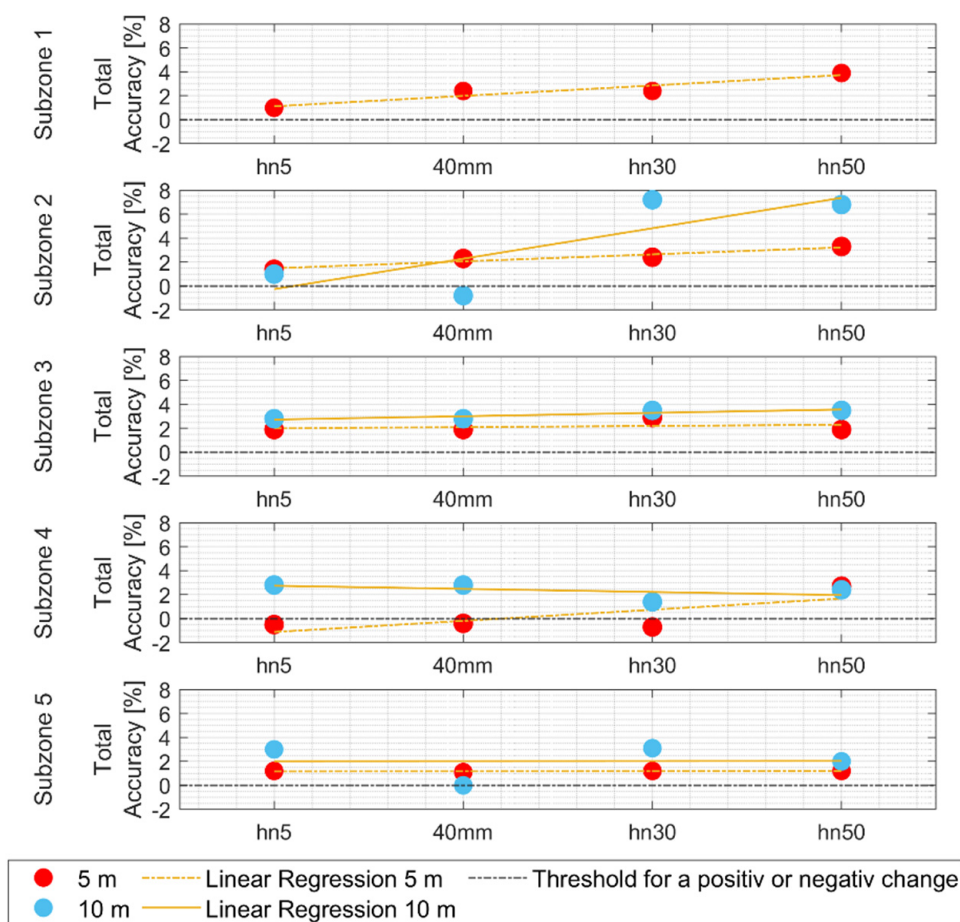 Subzone 1
Total
Accuracy [%]
8
6
4
2
0
-2
hn5 40mm hn30 hn50
Subzone 2
Total
Accuracy [%]
8
6
4
2
0
-2
hn5 40mm hn30 hn50
Subzone 3
Total
Accuracy [%]
8
6
4
2
0
-2
hn5 40mm hn30 hn50
Subzone 4
Total
Accuracy [%]
8
6
4
2
0
-2
hn5 40mm hn30 hn50
Subzone 5
Total
Accuracy [%]
8
6
4
2
0
-2
hn5 40mm hn30 hn50
5 m Linear Regression 5 m Threshold for a positiv or negativ change
10 m Linear Regression 10 m